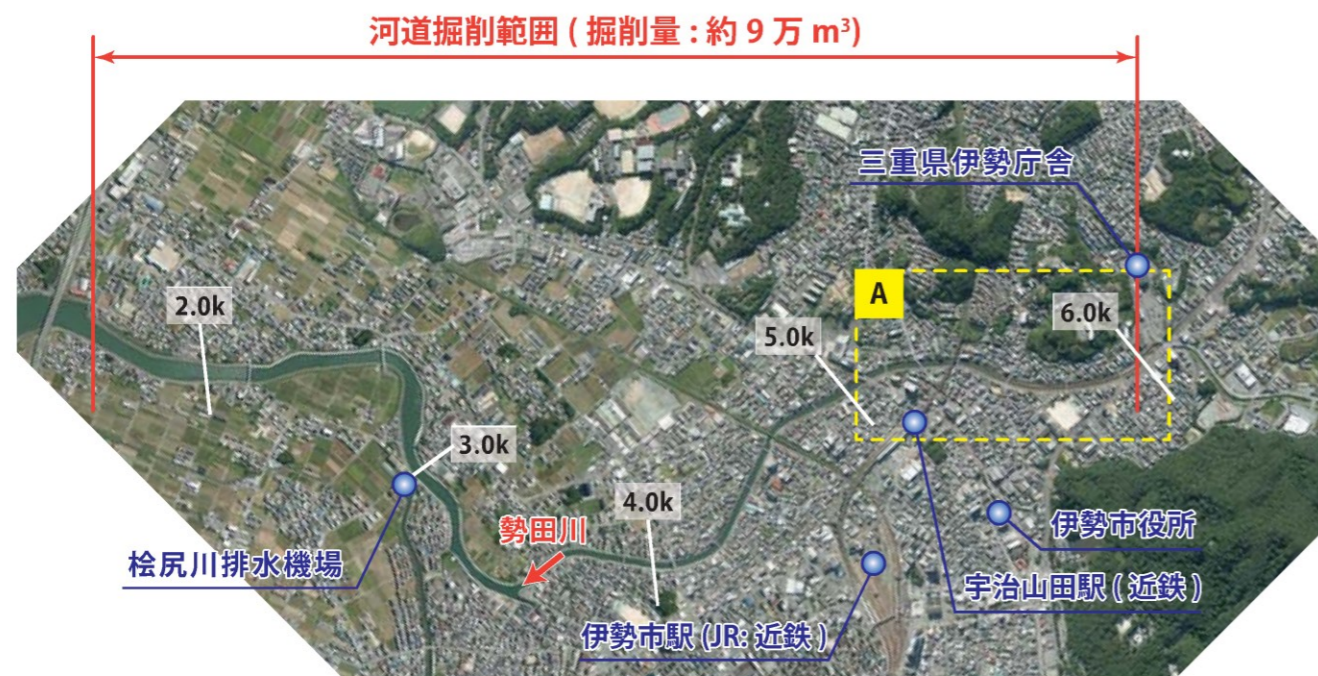 河道掘削範囲 ( 掘削量 : 約 9 万 m³)
三重県伊勢庁舎
A
2.0k
6.0k
5.0k
3.0k
4.0k
勢田川
伊勢市役所
桧尻川排水機場
宇治山田駅 ( 近鉄 )
伊勢市駅 (JR: 近鉄 )